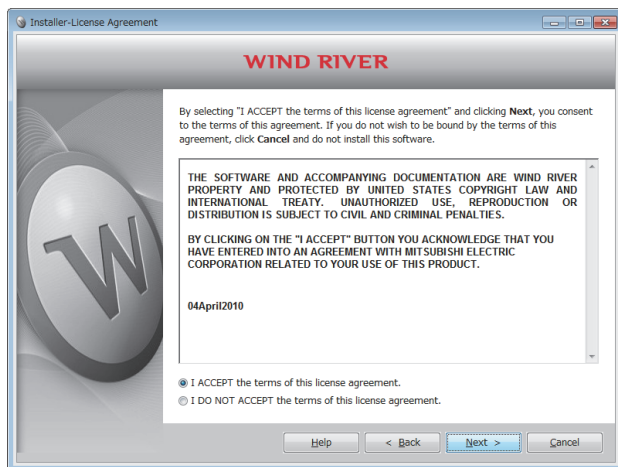 Installer-License Agreement
WIND RIVER
By selecting "I ACCEPT the terms of this license agreement" and clicking Next, you consent
to the terms of this agreement. If you do not wish to be bound by the terms of this
agreement, click Cancel and do not install this software.
THE SOFTWARE AND ACCOMPANYING DOCUMENTATION ARE WIND RIVER
PROPERTY AND PROTECTED BY UNITED STATES COPYRIGHT LAW AND
INTERNATIONAL TREATY. UNAUTHORIZED USE, REPRODUCTION OR
DISTRIBUTION IS SUBJECT TO CIVIL AND CRIMINAL PENALTIES.
BY CLICKING ON THE "I ACCEPT" BUTTON YOU ACKNOWLEDGE THAT YOU
HAVE ENTERED INTO AN AGREEMENT WITH MITSUBISHI ELECTRIC
CORPORATION RELATED TO YOUR USE OF THIS PRODUCT.
04April2010
W
I ACCEPT the terms of this license agreement.
I DO NOT ACCEPT the terms of this license agreement.
Help < Back Next > Cancel